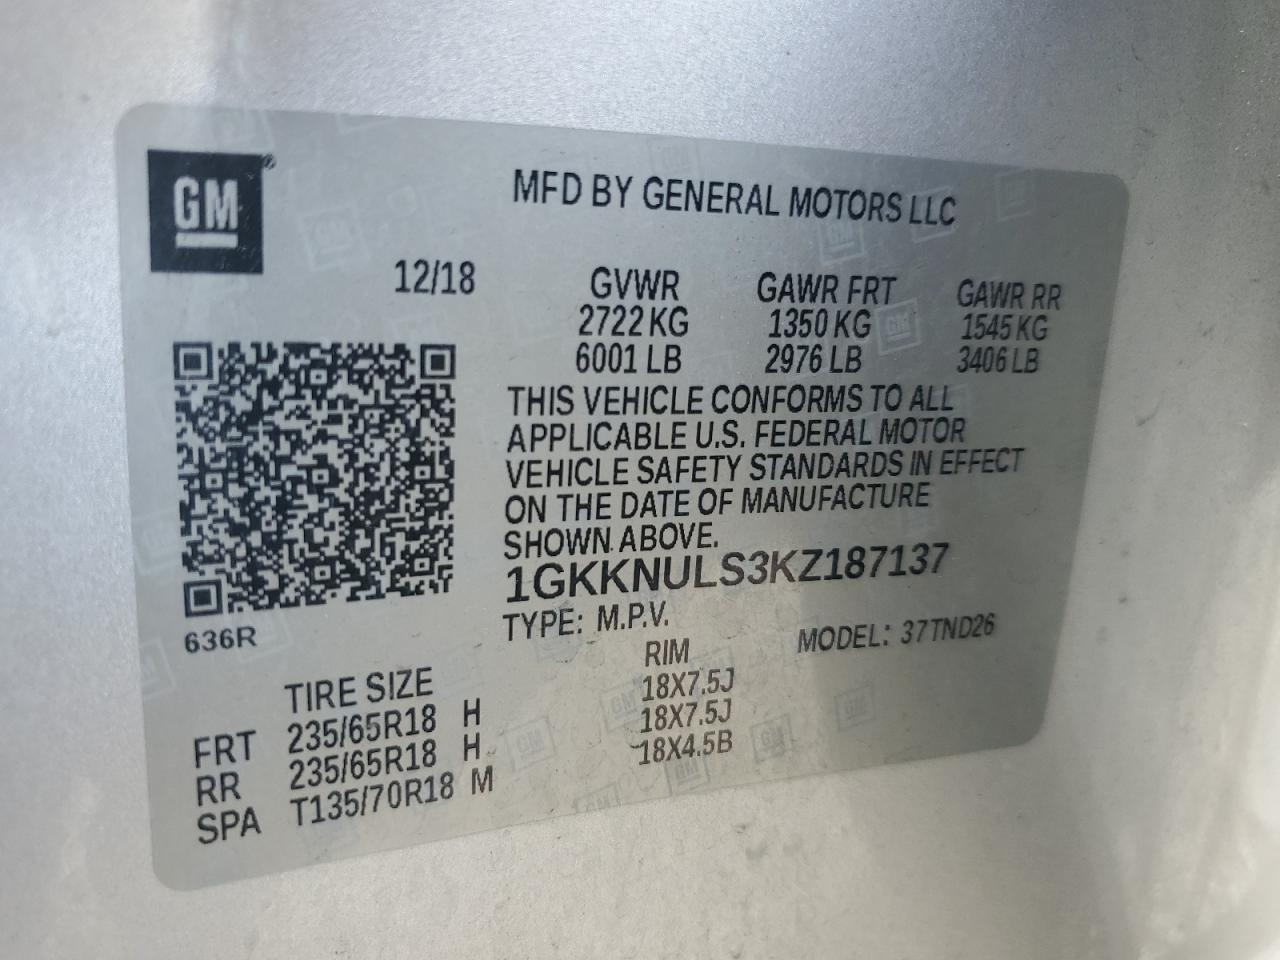 GM
MFD BY GENERAL MOTORS LLC
12/18
GVWR GAWR FRT GAWR RR
2722 KG 1350 KG 1545 KG
6001 LB 2976 LB 3406 LB
THIS VEHICLE CONFORMS TO ALL
APPLICABLE U.S. FEDERAL MOTOR
VEHICLE SAFETY STANDARDS IN EFFECT
ON THE DATE OF MANUFACTURE
SHOWN ABOVE.
1GKKNULS3KZ187137
TYPE: M.P.V. MODEL: 37TND26
636R
TIRE SIZE RIM
FRT 235/65R18 H 18X7.5J
RR 235/65R18 H 18X7.5J
SPA T135/70R18 M 18X4.5B